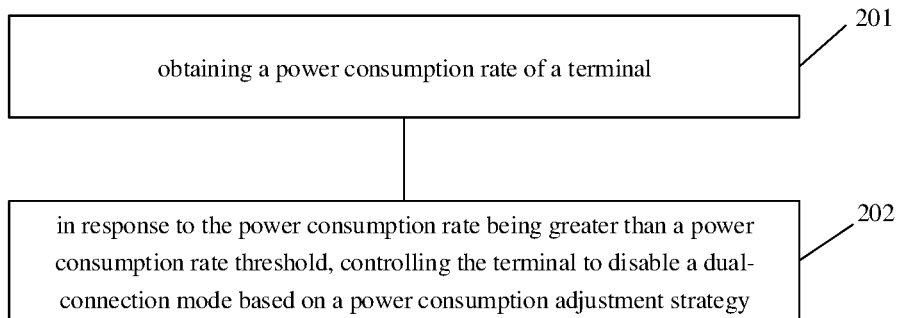 201
obtaining a power consumption rate of a terminal
202
in response to the power consumption rate being greater than a power
consumption rate threshold, controlling the terminal to disable a dual-
connection mode based on a power consumption adjustment strategy